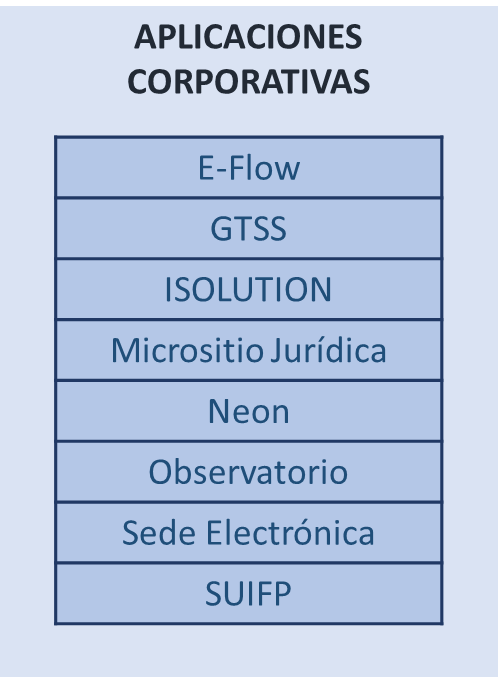 APLICACIONES
CORPORATIVAS
E-Flow
GTSS
ISOLUTION
Micrositio Jurídica
Neon
Observatorio
Sede Electrónica
SUIFP